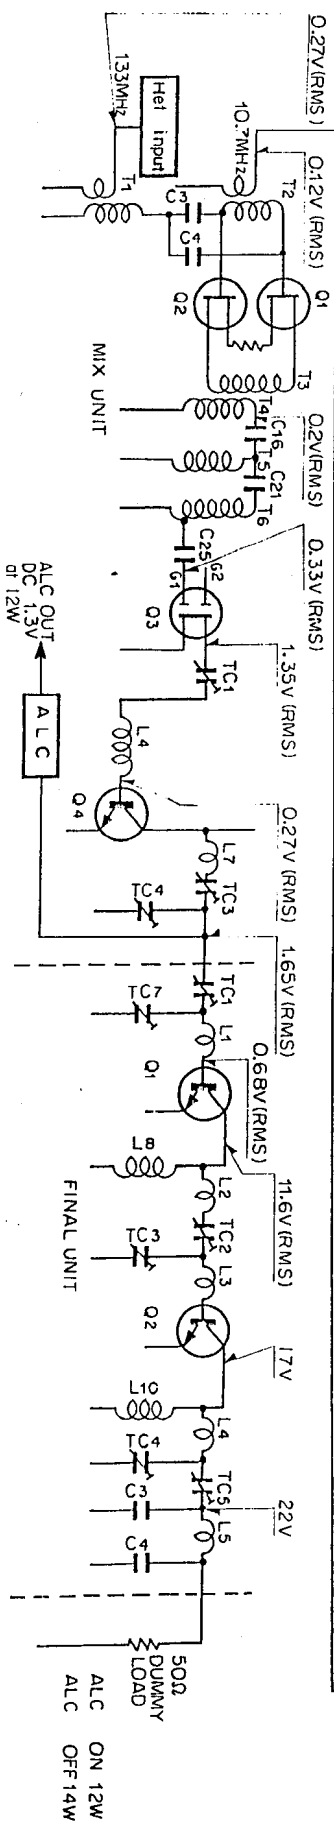 0.27V(RMS)
0.12V (RMS)
0.2V(RMS)
0.33V (RMS)
1.35V (RMS)
0.27V (RMS)
1.65V (RMS)
0.68V (RMS)
11.6V (RMS)
17V
22V
133MHz
Het input
10.7MHz
T1
T2
C3
C4
Q1
Q2
T3
T4
C16
T5
C21
T6
C25
G1
G2
Q3
TC1
L4
Q4
L7
TC3
TC4
MIX UNIT
ALC OUT
DC 1.3V
at 12W
ALC
TC1
TC7
L1
Q1
L8
L2
TC2
TC3
L3
Q2
L10
L4
TC4
TC5
C3
L5
C4
FINAL UNIT
50Ω
DUMMY
LOAD
ALC ON 12W
ALC OFF 14W